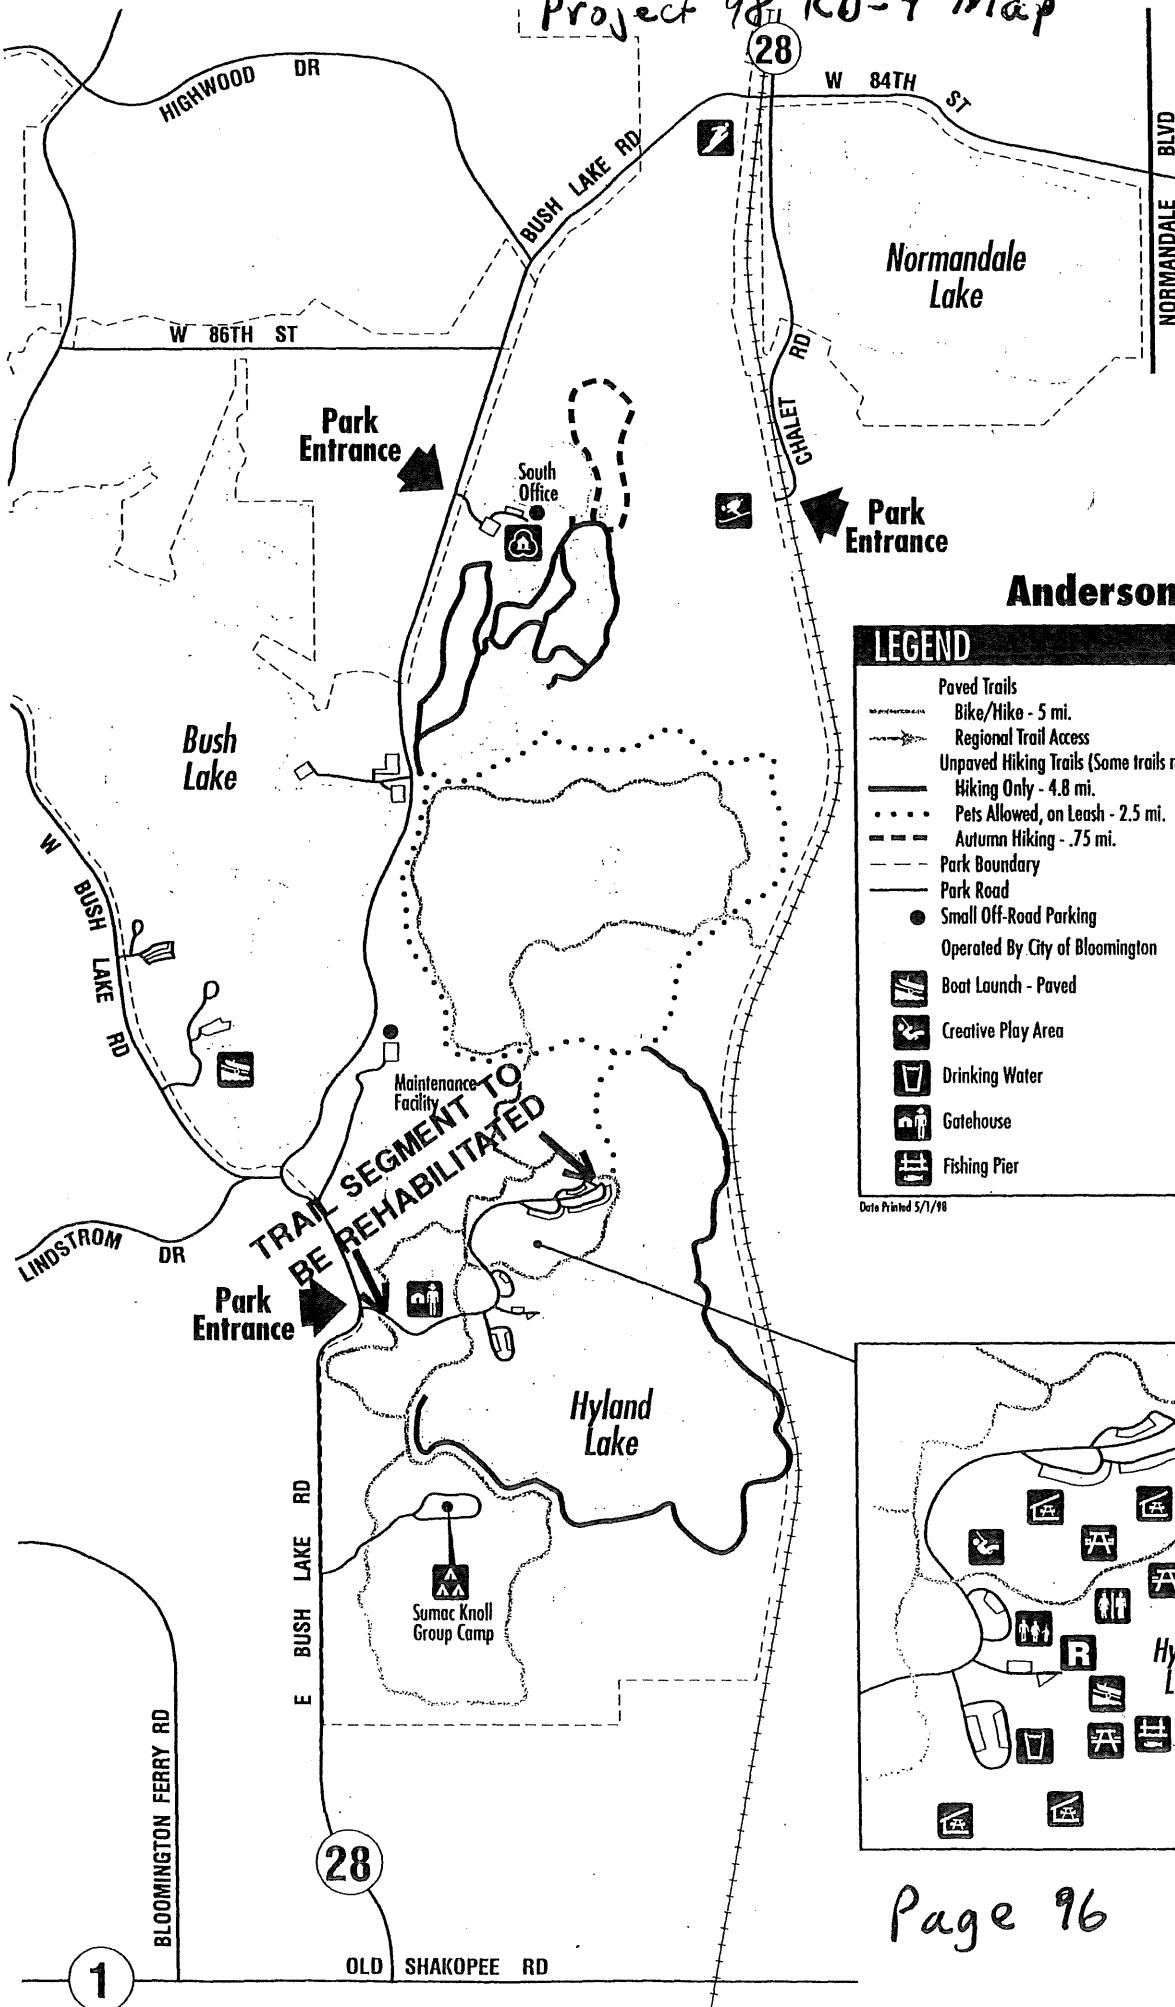 Project 98 RD-9 Map
28
W 84TH ST
HIGHWOOD DR
BUSH LAKE RD
NORMANDALE BLVD
Normandale
Lake
W 86TH ST
CHALET RD
Park
Entrance
South
Office
Park
Entrance
Anderson
LEGEND
Paved Trails
Bike/Hike - 5 mi.
Regional Trail Access
Unpaved Hiking Trails (Some trails
Hiking Only - 4.8 mi.
Pets Allowed, on Leash - 2.5 mi.
Autumn Hiking - .75 mi.
Park Boundary
Park Road
Small Off-Road Parking
Operated By City of Bloomington
Boat Launch - Paved
Creative Play Area
Drinking Water
Gatehouse
Fishing Pier
Date Printed 5/1/98
Bush
Lake
W BUSH LAKE RD
Maintenance
Facility
TRAIL SEGMENT TO
BE REHABILITATED
LINDSTROM DR
Park
Entrance
Hyland
Lake
E BUSH LAKE RD
Sumac Knoll
Group Camp
R
Hy
L
BLOOMINGTON FERRY RD
28
Page 96
OLD SHAKOPEE RD
1